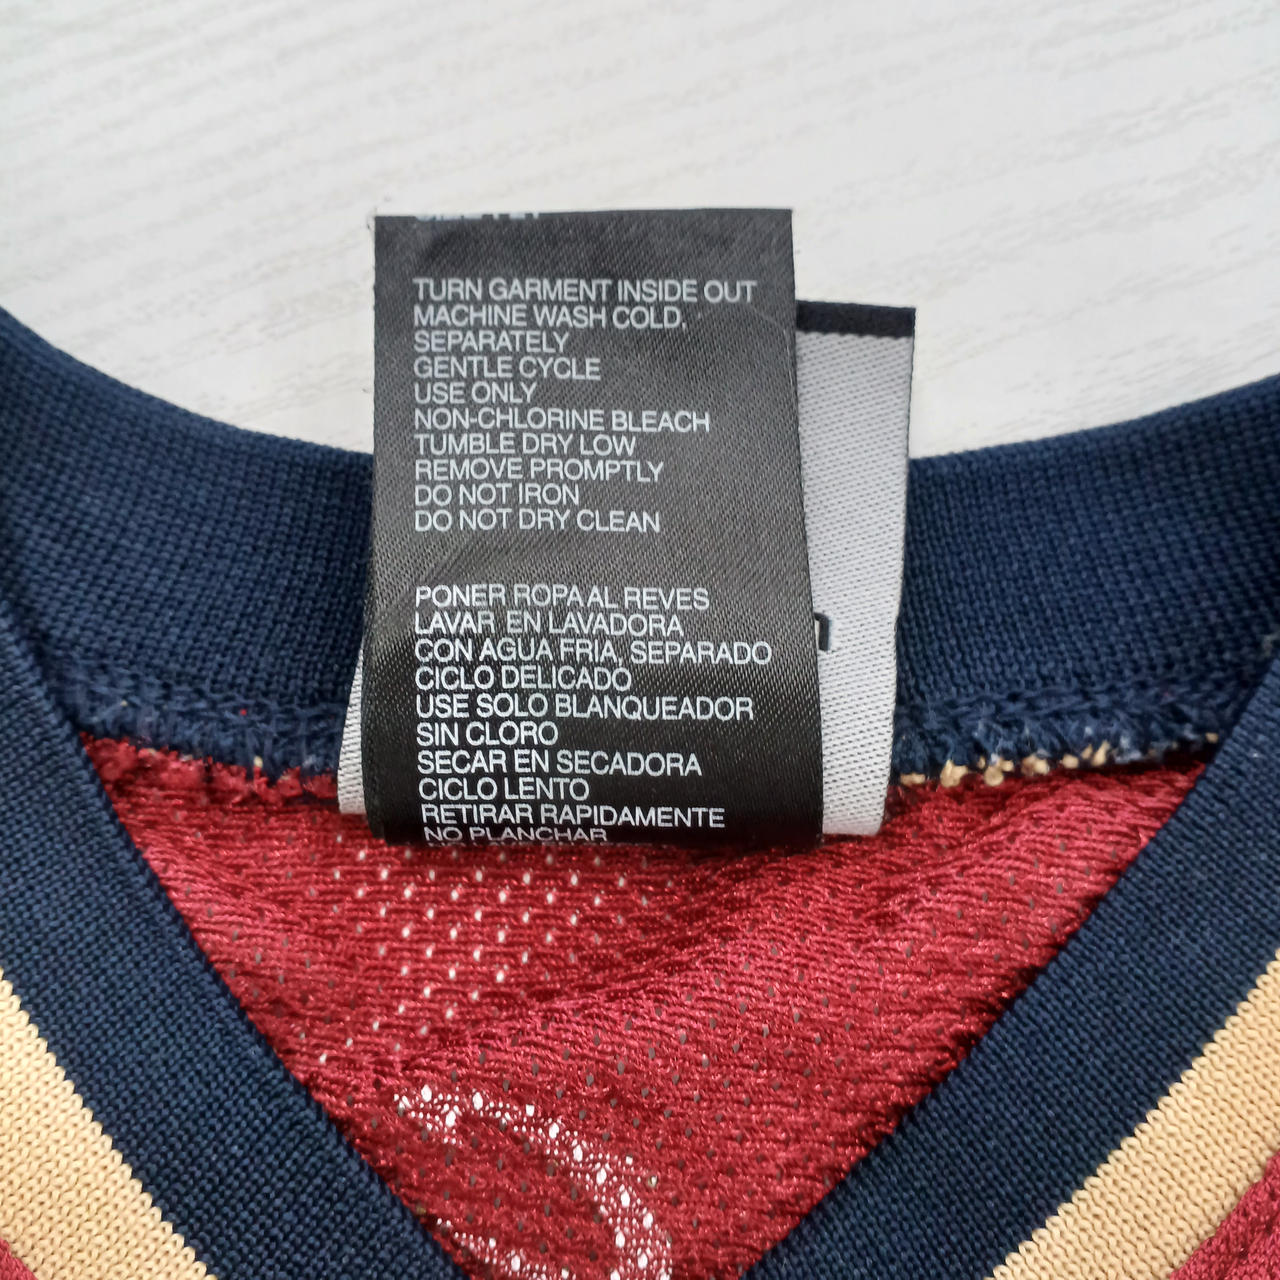 TURN GARMENT INSIDE OUT
MACHINE WASH COLD,
SEPARATELY
GENTLE CYCLE
USE ONLY
NON-CHLORINE BLEACH
TUMBLE DRY LOW
REMOVE PROMPTLY
DO NOT IRON
DO NOT DRY CLEAN
PONER ROPA AL REVES
LAVAR EN LAVADORA
CON AGUA FRIA, SEPARADO
CICLO DELICADO
USE SOLO BLANQUEADOR
SIN CLORO
SECAR EN SECADORA
CICLO LENTO
RETIRAR RAPIDAMENTE
NO PLANCHAR